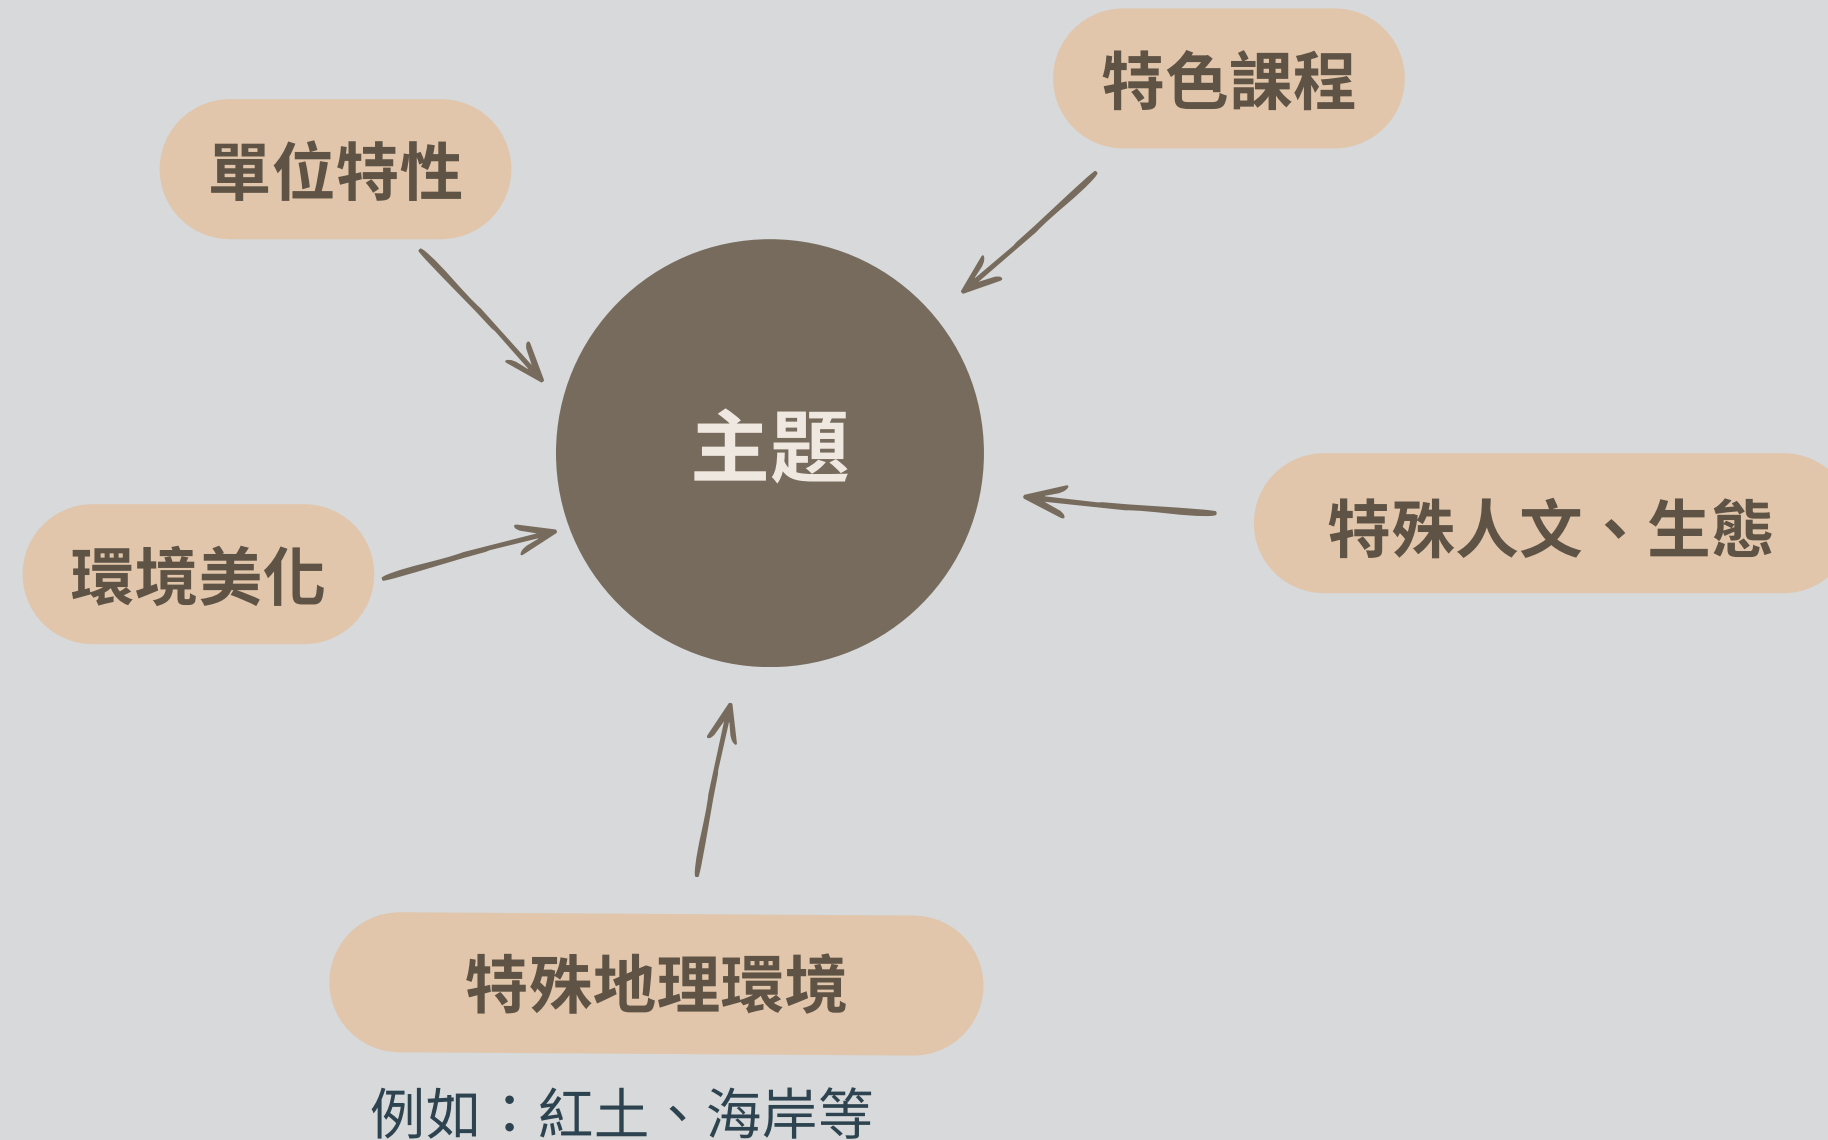 特色課程
單位特性
主題
特殊人文、生態
環境美化
特殊地理環境
例如：紅土、海岸等